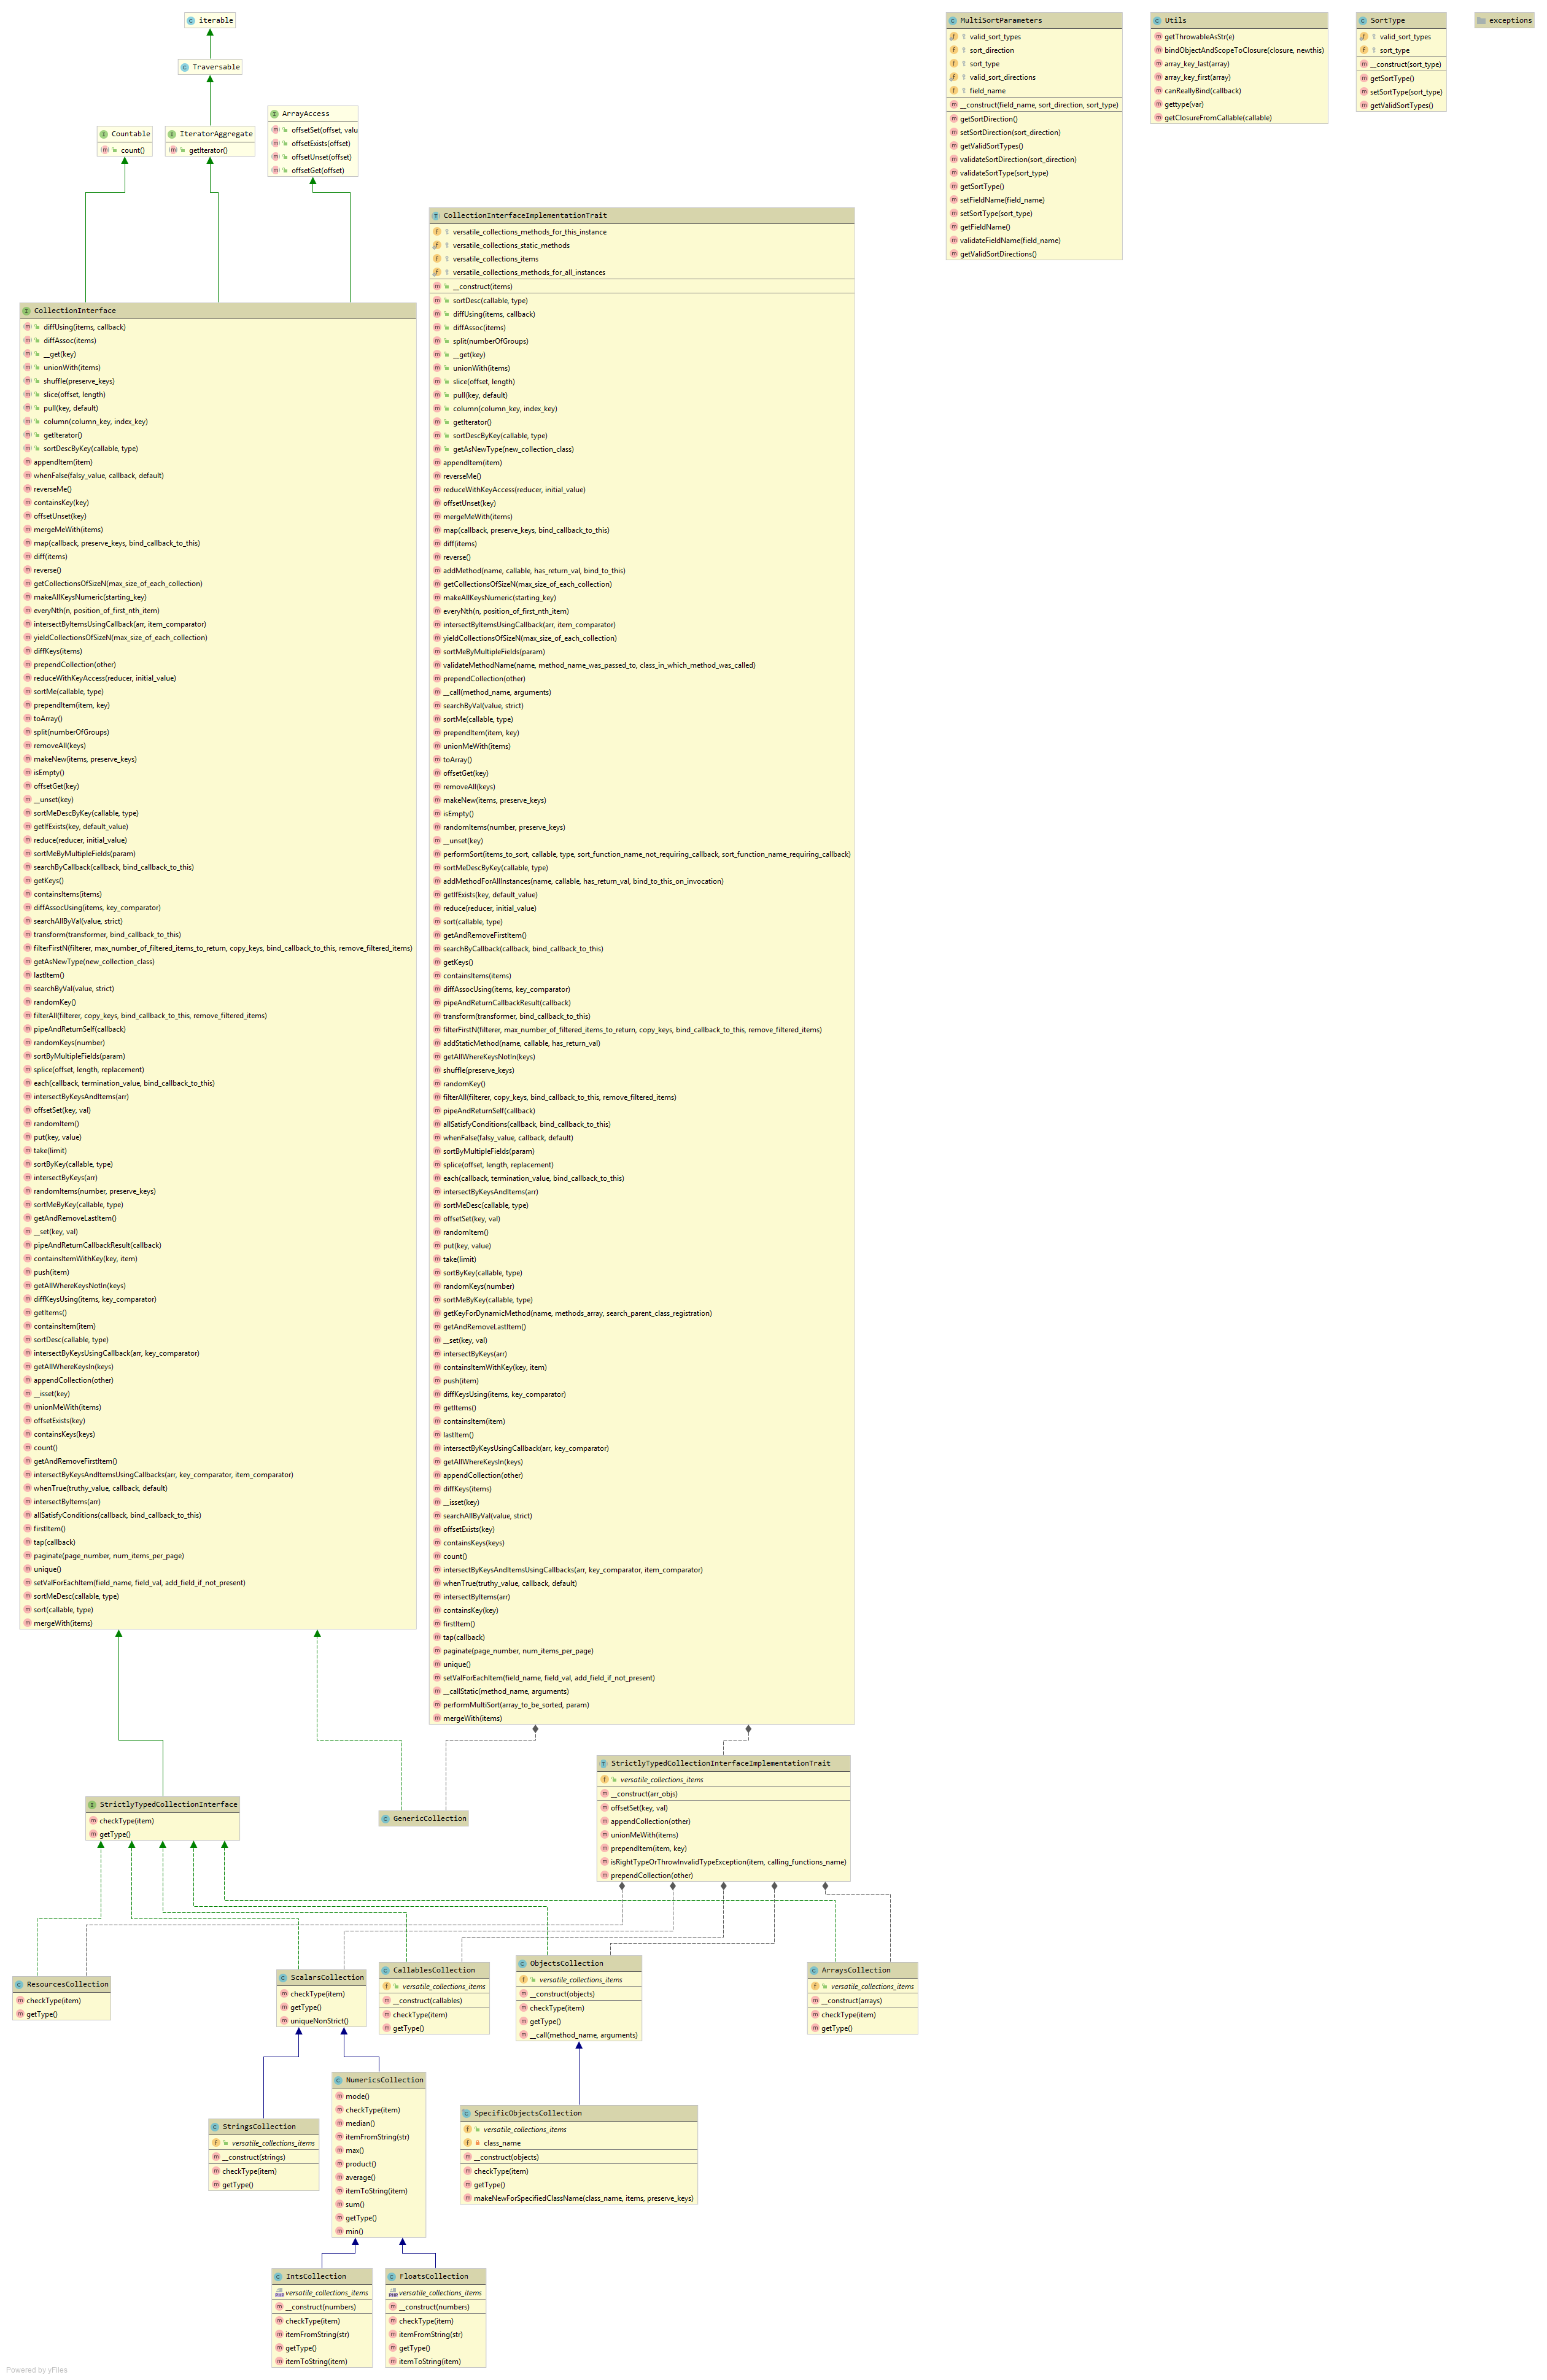 iterable
Traversable
Countable
count()
IteratorAggregate
getIterator()
ArrayAccess
offsetSet(offset, valu
offsetExists(offset)
offsetUnset(offset)
offsetGet(offset)
MultiSortParameters
valid_sort_types
sort_direction
sort_type
valid_sort_directions
field_name
__construct(field_name, sort_direction, sort_type)
getSortDirection()
setSortDirection(sort_direction)
getValidSortTypes()
validateSortDirection(sort_direction)
validateSortType(sort_type)
getSortType()
setFieldName(field_name)
setSortType(sort_type)
getFieldName()
validateFieldName(field_name)
getValidSortDirections()
Utils
getThrowableAsStr(e)
bindObjectAndScopeToClosure(closure, newthis)
array_key_last(array)
array_key_first(array)
canReallyBind(callback)
gettype(var)
getClosureFromCallable(callable)
SortType
valid_sort_types
sort_type
__construct(sort_type)
getSortType()
setSortType(sort_type)
getValidSortTypes()
exceptions
CollectionInterface
diffUsing(items, callback)
diffAssoc(items)
__get(key)
unionWith(items)
shuffle(preserve_keys)
slice(offset, length)
pull(key, default)
column(column_key, index_key)
getIterator()
sortDescByKey(callable, type)
appendItem(item)
whenFalse(falsy_value, callback, default)
reverseMe()
containsKey(key)
offsetUnset(key)
mergeMeWith(items)
map(callback, preserve_keys, bind_callback_to_this)
diff(items)
reverse()
getCollectionsOfSizeN(max_size_of_each_collection)
makeAllKeysNumeric(starting_key)
everyNth(n, position_of_first_nth_item)
intersectByItemsUsingCallback(arr, item_comparator)
yieldCollectionsOfSizeN(max_size_of_each_collection)
diffKeys(items)
prependCollection(other)
reduceWithKeyAccess(reducer, initial_value)
sortMe(callable, type)
prependItem(item, key)
toArray()
split(numberOfGroups)
removeAll(keys)
makeNew(items, preserve_keys)
isEmpty()
offsetGet(key)
__unset(key)
sortMeDescByKey(callable, type)
getIfExists(key, default_value)
reduce(reducer, initial_value)
sortMeByMultipleFields(param)
searchByCallback(callback, bind_callback_to_this)
getKeys()
containsItems(items)
diffAssocUsing(items, key_comparator)
searchAllByVal(value, strict)
transform(transformer, bind_callback_to_this)
filterFirstN(filterer, max_number_of_filtered_items_to_return, copy_keys, bind_callback_to_this, remove_filtered_items)
getAsNewType(new_collection_class)
lastItem()
searchByVal(value, strict)
randomKey()
filterAll(filterer, copy_keys, bind_callback_to_this, remove_filtered_items)
pipeAndReturnSelf(callback)
randomKeys(number)
sortByMultipleFields(param)
splice(offset, length, replacement)
each(callback, termination_value, bind_callback_to_this)
intersectByKeysAndItems(arr)
offsetSet(key, val)
randomItem()
put(key, value)
take(limit)
sortByKey(callable, type)
intersectByKeys(arr)
randomItems(number, preserve_keys)
sortMeByKey(callable, type)
getAndRemoveLastItem()
__set(key, val)
pipeAndReturnCallbackResult(callback)
containsItemWithKey(key, item)
push(item)
getAllWhereKeysNotIn(keys)
diffKeysUsing(items, key_comparator)
getItems()
containsItem(item)
sortDesc(callable, type)
intersectByKeysUsingCallback(arr, key_comparator)
getAllWhereKeysIn(keys)
appendCollection(other)
__isset(key)
unionMeWith(items)
offsetExists(key)
containsKeys(keys)
count()
getAndRemoveFirstItem()
intersectByKeysAndItemsUsingCallbacks(arr, key_comparator, item_comparator)
whenTrue(truthy_value, callback, default)
intersectByItems(arr)
allSatisfyConditions(callback, bind_callback_to_this)
firstItem()
tap(callback)
paginate(page_number, num_items_per_page)
unique()
setValForEachItem(field_name, field_val, add_field_if_not_present)
sortMeDesc(callable, type)
sort(callable, type)
mergeWith(items)
CollectionInterfaceImplementationTrait
versatile_collections_methods_for_this_instance
versatile_collections_static_methods
versatile_collections_items
versatile_collections_methods_for_all_instances
__construct(items)
sortDesc(callable, type)
diffUsing(items, callback)
diffAssoc(items)
split(numberOfGroups)
__get(key)
unionWith(items)
slice(offset, length)
pull(key, default)
column(column_key, index_key)
getIterator()
sortDescByKey(callable, type)
getAsNewType(new_collection_class)
appendItem(item)
reverseMe()
reduceWithKeyAccess(reducer, initial_value)
offsetUnset(key)
mergeMeWith(items)
map(callback, preserve_keys, bind_callback_to_this)
diff(items)
reverse()
addMethod(name, callable, has_return_val, bind_to_this)
getCollectionsOfSizeN(max_size_of_each_collection)
makeAllKeysNumeric(starting_key)
everyNth(n, position_of_first_nth_item)
intersectByItemsUsingCallback(arr, item_comparator)
yieldCollectionsOfSizeN(max_size_of_each_collection)
sortMeByMultipleFields(param)
validateMethodName(name, method_name_was_passed_to, class_in_which_method_was_called)
prependCollection(other)
__call(method_name, arguments)
searchByVal(value, strict)
sortMe(callable, type)
prependItem(item, key)
unionMeWith(items)
toArray()
offsetGet(key)
removeAll(keys)
makeNew(items, preserve_keys)
isEmpty()
randomItems(number, preserve_keys)
__unset(key)
performSort(items_to_sort, callable, type, sort_function_name_not_requiring_callback, sort_function_name_requiring_callback)
sortMeDescByKey(callable, type)
addMethodForAllInstances(name, callable, has_return_val, bind_to_this_on_invocation)
getIfExists(key, default_value)
reduce(reducer, initial_value)
sort(callable, type)
getAndRemoveFirstItem()
searchByCallback(callback, bind_callback_to_this)
getKeys()
containsItems(items)
diffAssocUsing(items, key_comparator)
pipeAndReturnCallbackResult(callback)
transform(transformer, bind_callback_to_this)
filterFirstN(filterer, max_number_of_filtered_items_to_return, copy_keys, bind_callback_to_this, remove_filtered_items)
addStaticMethod(name, callable, has_return_val)
getAllWhereKeysNotIn(keys)
shuffle(preserve_keys)
randomKey()
filterAll(filterer, copy_keys, bind_callback_to_this, remove_filtered_items)
pipeAndReturnSelf(callback)
allSatisfyConditions(callback, bind_callback_to_this)
whenFalse(falsy_value, callback, default)
sortByMultipleFields(param)
splice(offset, length, replacement)
each(callback, termination_value, bind_callback_to_this)
intersectByKeysAndItems(arr)
sortMeDesc(callable, type)
offsetSet(key, val)
randomItem()
put(key, value)
take(limit)
sortByKey(callable, type)
randomKeys(number)
sortMeByKey(callable, type)
getKeyForDynamicMethod(name, methods_array, search_parent_class_registration)
getAndRemoveLastItem()
__set(key, val)
intersectByKeys(arr)
containsItemWithKey(key, item)
push(item)
diffKeysUsing(items, key_comparator)
getItems()
containsItem(item)
lastItem()
intersectByKeysUsingCallback(arr, key_comparator)
getAllWhereKeysIn(keys)
appendCollection(other)
diffKeys(items)
__isset(key)
searchAllByVal(value, strict)
offsetExists(key)
containsKeys(keys)
count()
intersectByKeysAndItemsUsingCallbacks(arr, key_comparator, item_comparator)
whenTrue(truthy_value, callback, default)
intersectByItems(arr)
containsKey(key)
firstItem()
tap(callback)
paginate(page_number, num_items_per_page)
unique()
setValForEachItem(field_name, field_val, add_field_if_not_present)
__callStatic(method_name, arguments)
performMultiSort(array_to_be_sorted, param)
mergeWith(items)
StrictlyTypedCollectionInterface
checkType(item)
getType()
GenericCollection
StrictlyTypedCollectionInterfaceImplementationTrait
versatile_collections_items
__construct(arr_objs)
offsetSet(key, val)
appendCollection(other)
unionMeWith(items)
prependItem(item, key)
isRightTypeOrThrowInvalidTypeException(item, calling_functions_name)
prependCollection(other)
ResourcesCollection
checkType(item)
getType()
ScalarsCollection
checkType(item)
getType()
uniqueNonStrict()
CallablesCollection
versatile_collections_items
__construct(callables)
checkType(item)
getType()
ObjectsCollection
versatile_collections_items
__construct(objects)
checkType(item)
getType()
__call(method_name, arguments)
ArraysCollection
versatile_collections_items
__construct(arrays)
checkType(item)
getType()
StringsCollection
versatile_collections_items
__construct(strings)
checkType(item)
getType()
NumericsCollection
mode()
checkType(item)
median()
itemFromString(str)
max()
product()
average()
itemToString(item)
sum()
getType()
min()
SpecificObjectsCollection
versatile_collections_items
class_name
__construct(objects)
checkType(item)
getType()
makeNewForSpecifiedClassName(class_name, items, preserve_keys)
IntsCollection
versatile_collections_items
__construct(numbers)
checkType(item)
itemFromString(str)
getType()
itemToString(item)
FloatsCollection
versatile_collections_items
__construct(numbers)
checkType(item)
itemFromString(str)
getType()
itemToString(item)
Powered by yFiles